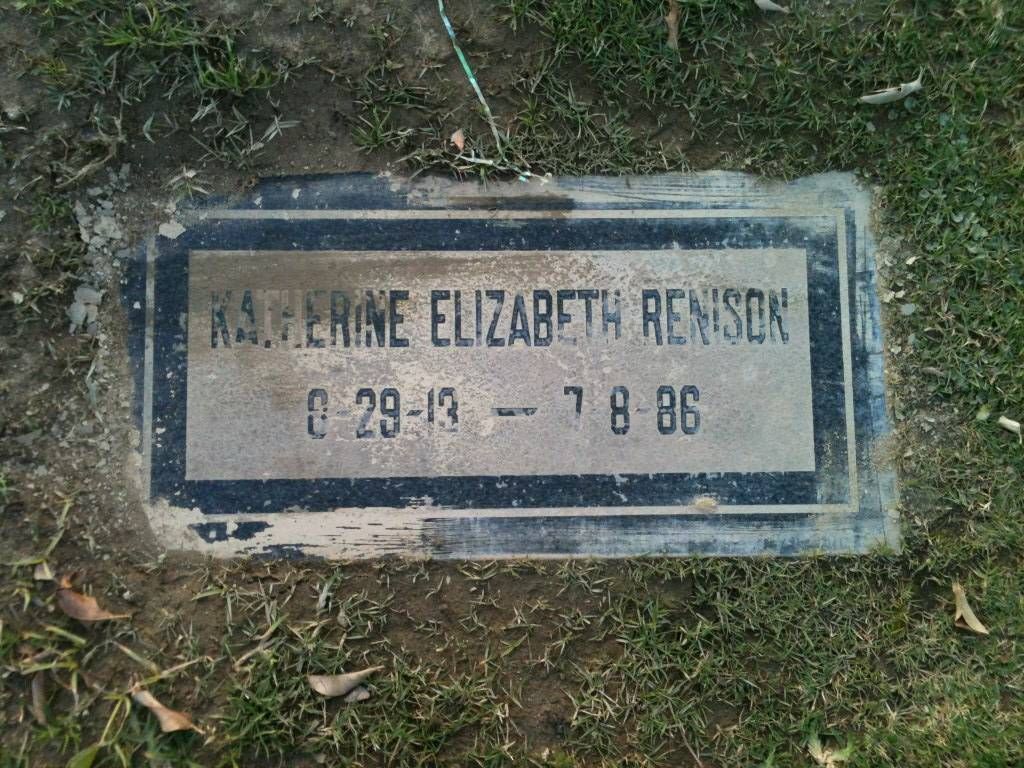 KATHERINE ELIZABETH RENISON
8-29-13 — 7 8-86